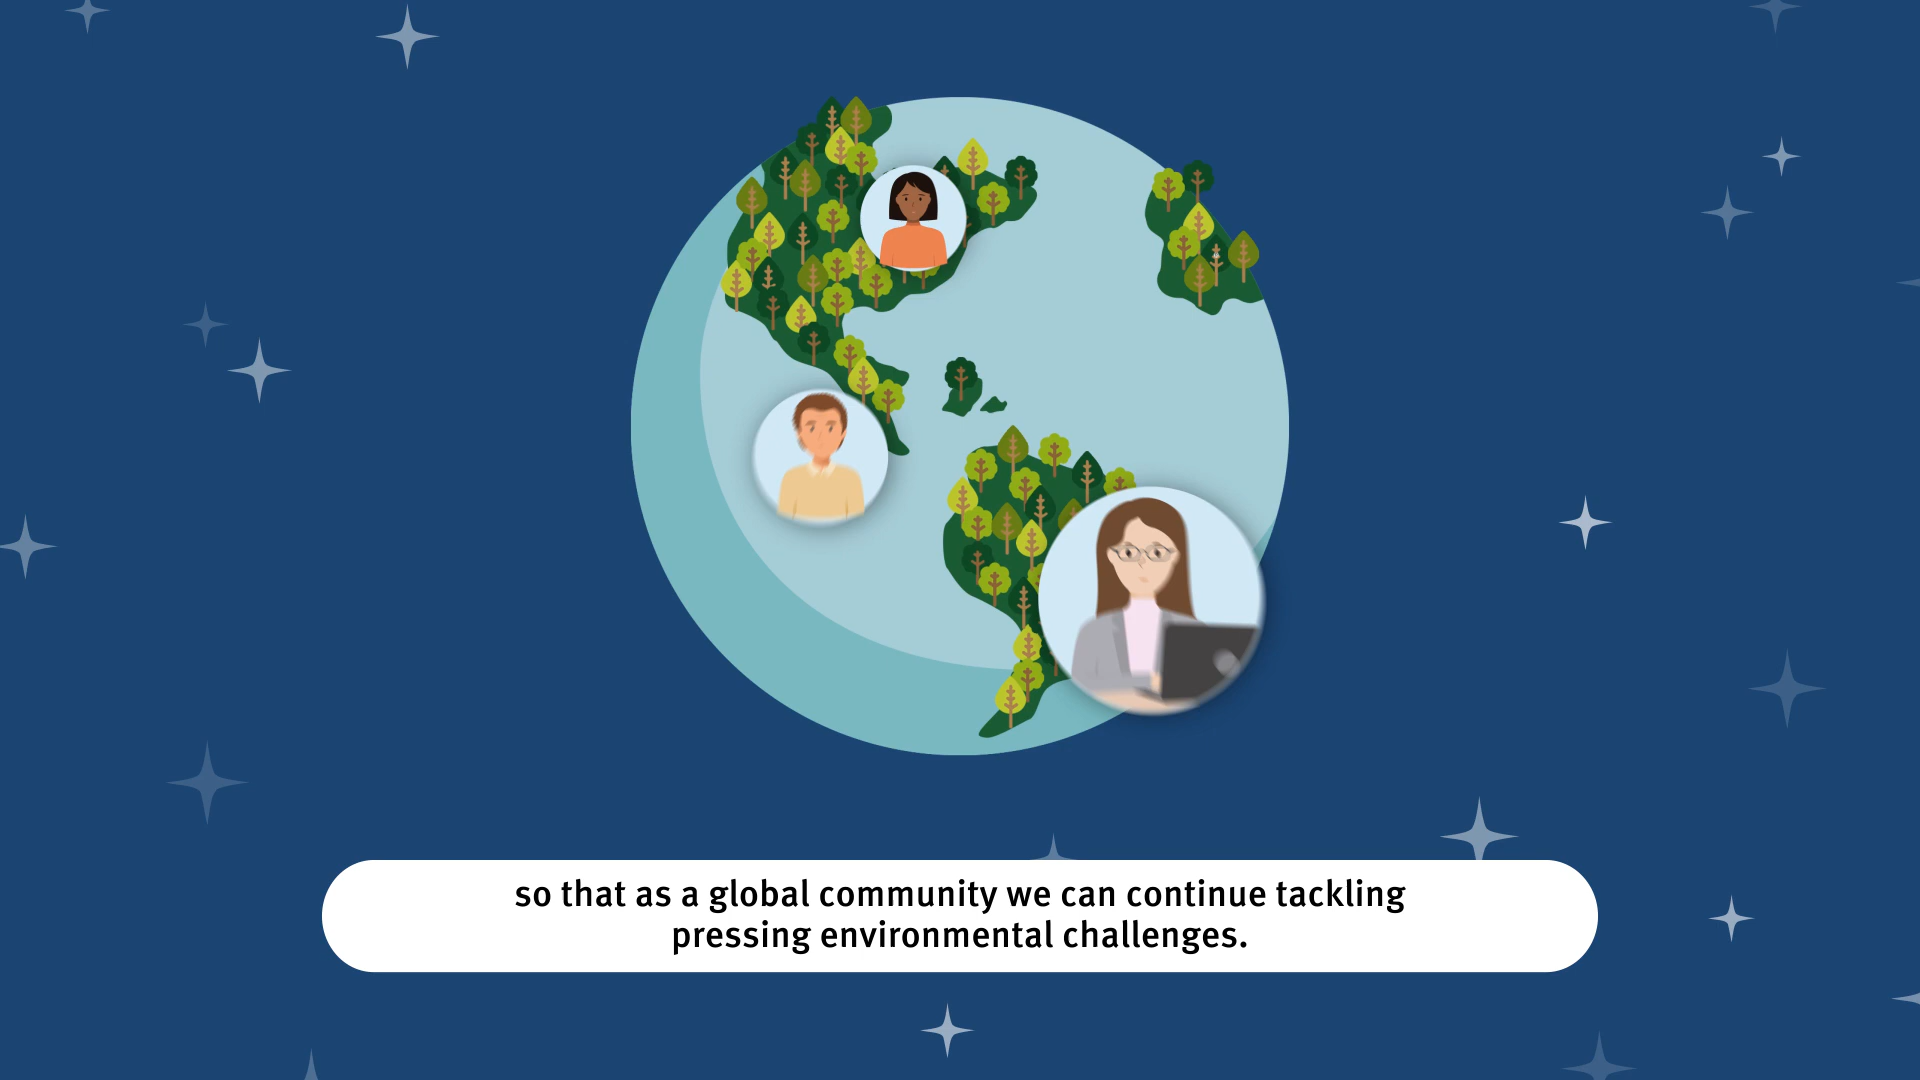 so that as a global community we can continue tackling
pressing environmental challenges.